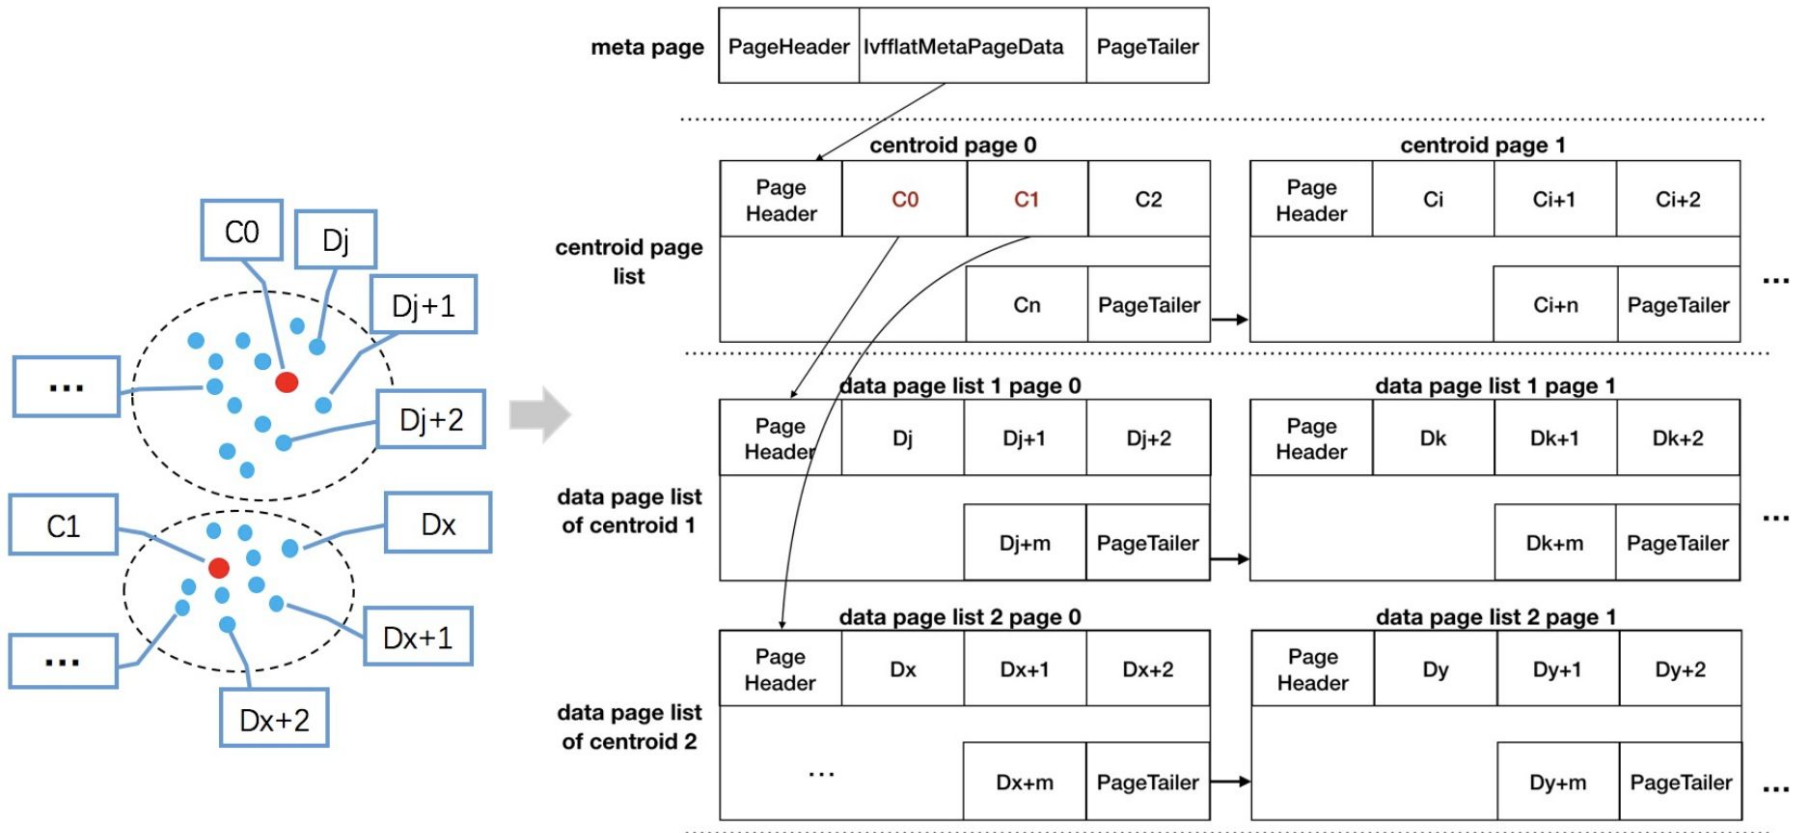 C0
Dj
Dj+1
...
Dj+2
C1
Dx
Dx+1
...
Dx+2
meta page
PageHeader
IvfflatMetaPageData
PageTailer
centroid page
list
centroid page 0
Page
Header
C0
C1
C2
Cn
PageTailer
centroid page 1
Page
Header
Ci
Ci+1
Ci+2
Ci+n
PageTailer
...
data page list
of centroid 1
data page list 1 page 0
Page
Header
Dj
Dj+1
Dj+2
Dj+m
PageTailer
data page list 1 page 1
Page
Header
Dk
Dk+1
Dk+2
Dk+m
PageTailer
...
data page list
of centroid 2
data page list 2 page 0
Page
Header
Dx
Dx+1
Dx+2
...
Dx+m
PageTailer
data page list 2 page 1
Page
Header
Dy
Dy+1
Dy+2
Dy+m
PageTailer
...